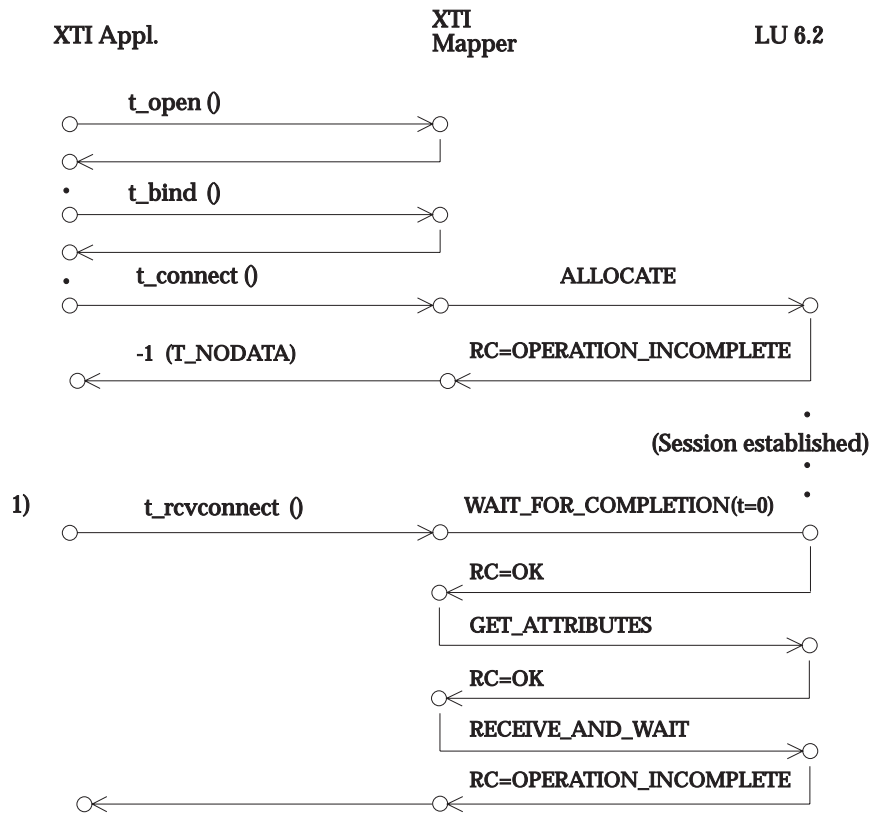 XTI Appl.
XTI
Mapper
LU 6.2
t_open ()
t_bind ()
t_connect ()
ALLOCATE
-1 (T_NODATA)
RC=OPERATION_INCOMPLETE
(Session established)
1)
t_rcvconnect ()
WAIT_FOR_COMPLETION(t=0)
RC=OK
GET_ATTRIBUTES
RC=OK
RECEIVE_AND_WAIT
RC=OPERATION_INCOMPLETE